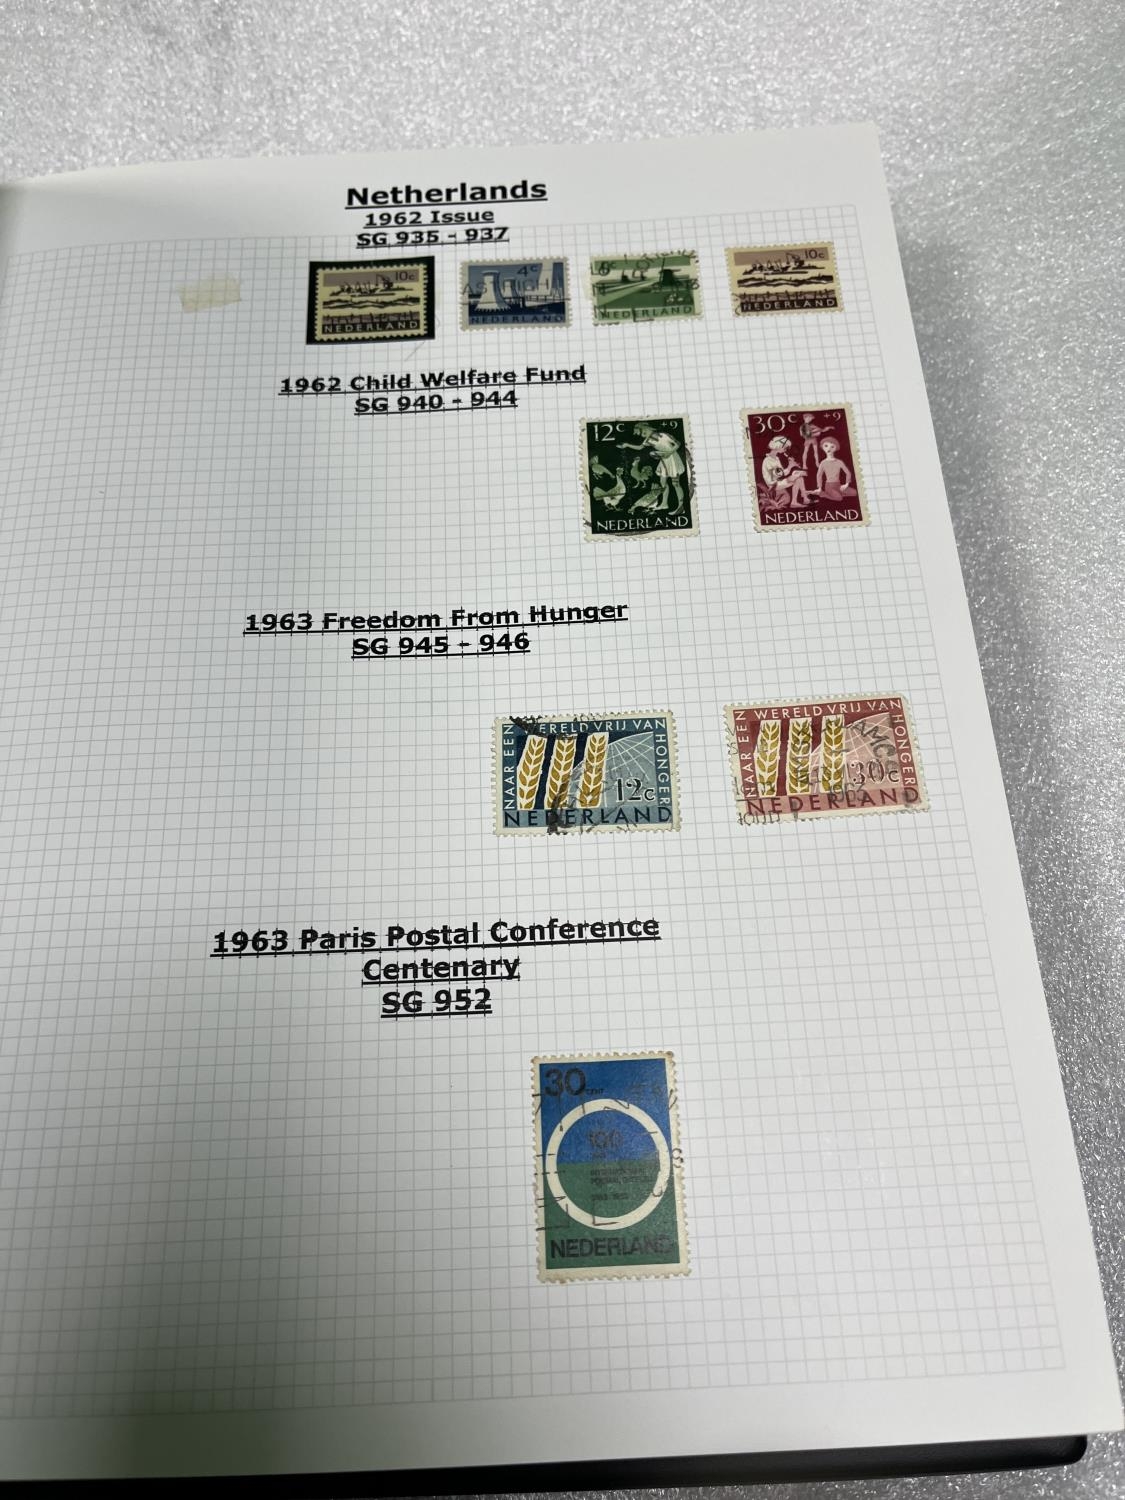 Netherlands
1962 Issue
SG 935 - 937
10c
NEDERLAND
4c
NEDERLAND
6c
NEDERLAND
10c
NEDERLAND
1962 Child Welfare Fund
SG 940 - 944
12c +9
NEDERLAND
30c +9
NEDERLAND
1963 Freedom From Hunger
SG 945 - 946
NAAR EEN WERELD VRIJ VAN HONGER
12c
NEDERLAND
NAAR EEN WERELD VRIJ VAN HONGER
30c
NEDERLAND
1963
1963 Paris Postal Conference
Centenary
SG 952
30 CENT
100
NEDERLAND